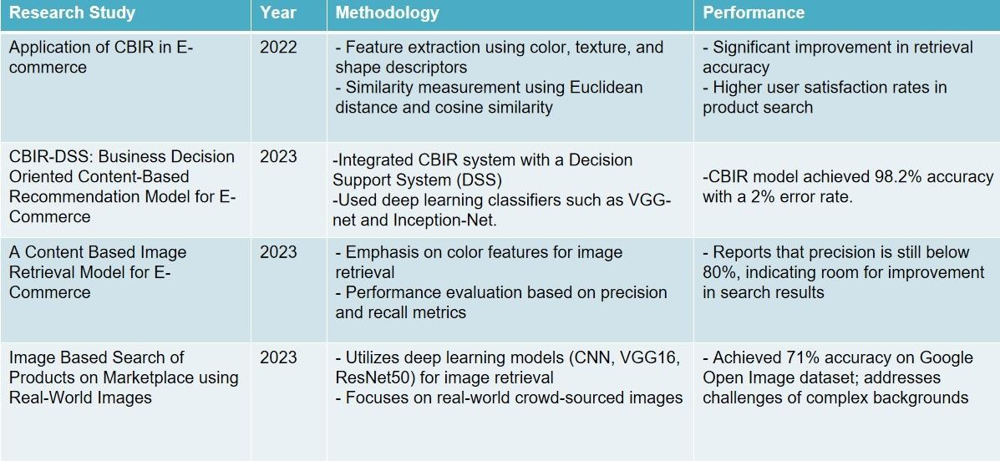 Research Study
Year
Methodology
Performance
Application of CBIR in E-
commerce
2022
- Feature extraction using color, texture, and
shape descriptors
- Similarity measurement using Euclidean
distance and cosine similarity
- Significant improvement in retrieval
accuracy
- Higher user satisfaction rates in
product search
CBIR-DSS: Business Decision
Oriented Content-Based
Recommendation Model for E-
Commerce
2023
-Integrated CBIR system with a Decision
Support System (DSS)
-Used deep learning classifiers such as VGG-
net and Inception-Net.
-CBIR model achieved 98.2% accuracy
with a 2% error rate.
A Content Based Image
Retrieval Model for E-
Commerce
2023
- Emphasis on color features for image
retrieval
- Performance evaluation based on precision
and recall metrics
- Reports that precision is still below
80%, indicating room for improvement
in search results
Image Based Search of
Products on Marketplace using
Real-World Images
2023
- Utilizes deep learning models (CNN, VGG16,
ResNet50) for image retrieval
- Focuses on real-world crowd-sourced images
- Achieved 71% accuracy on Google
Open Image dataset; addresses
challenges of complex backgrounds